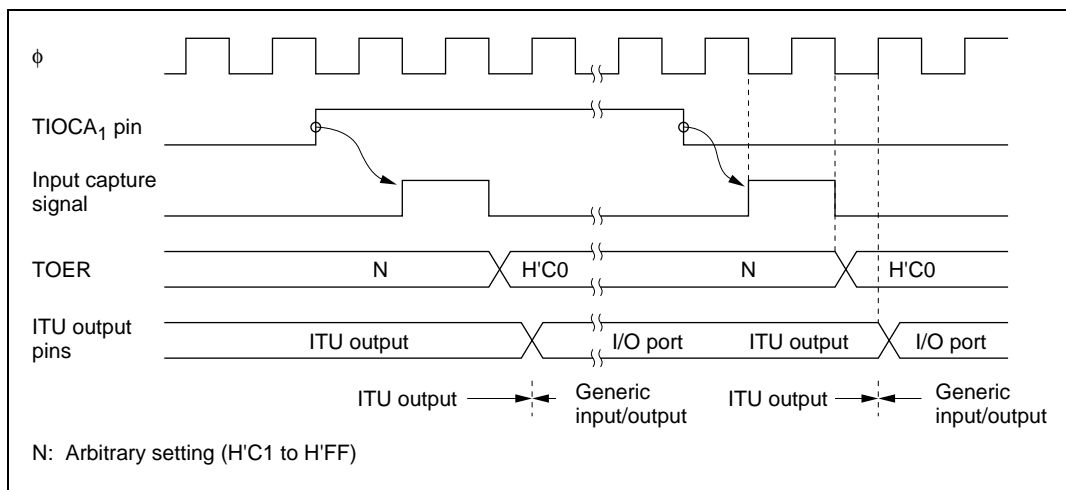 ϕ
TIOCA1 pin
Input capture
signal
TOER
N
H'C0
N
H'C0
ITU output
pins
ITU output
I/O port
ITU output
I/O port
ITU output
Generic
input/output
ITU output
Generic
input/output
N: Arbitrary setting (H'C1 to H'FF)